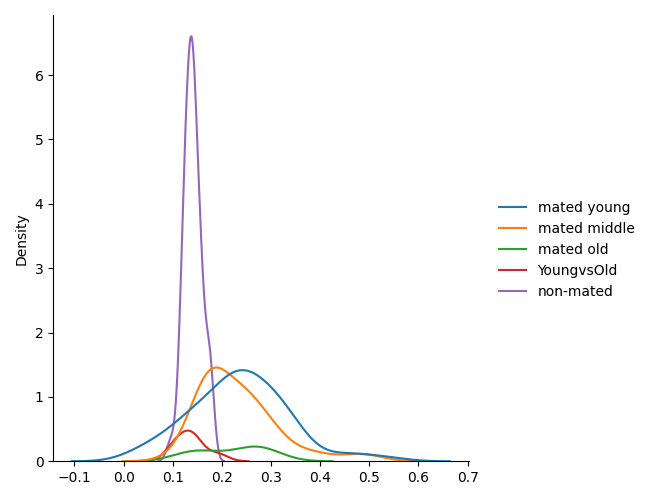 6
5
4
3
2
1
0
Density
−0.1 0.0 0.1 0.2 0.3 0.4 0.5 0.6 0.7
mated young
mated middle
mated old
YoungvsOld
non-mated